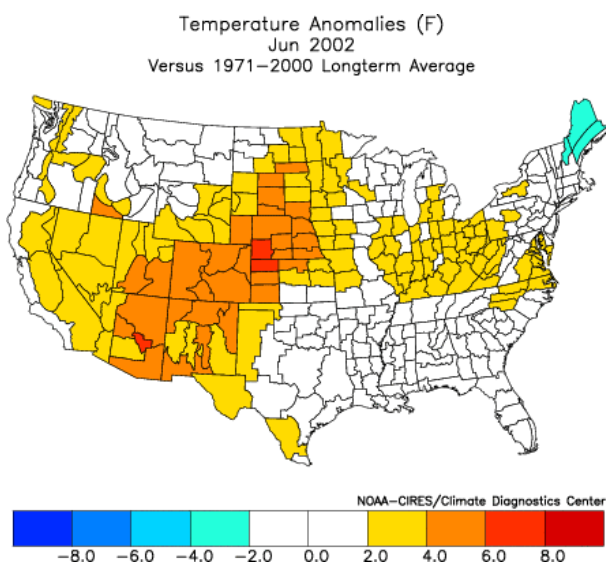 Temperature Anomalies (F)
Jun 2002
Versus 1971-2000 Longterm Average
NOAA-CIRES/Climate Diagnostics Center
-8.0 -6.0 -4.0 -2.0 0.0 2.0 4.0 6.0 8.0